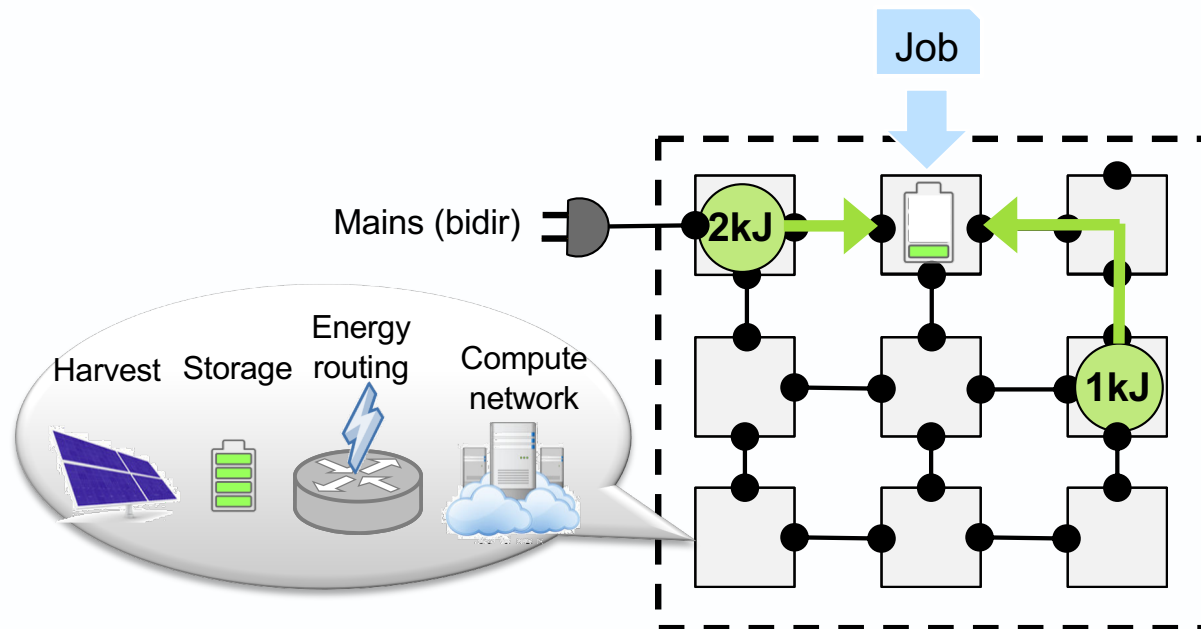 Job
Mains (bidir)
2kJ
Energy
routing
Harvest
Storage
Compute
network
1kJ